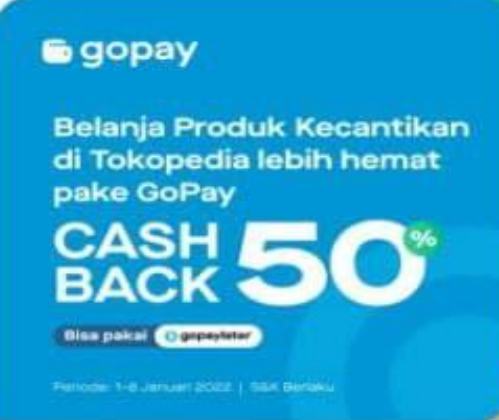 gopay
Belanja Produk Kecantikan
di Tokopedia lebih hemat
pake GoPay
CASH
BACK 50%
Bisa pakai gopaylater
Periode: 1-8 Januari 2022 | S&K Berlaku